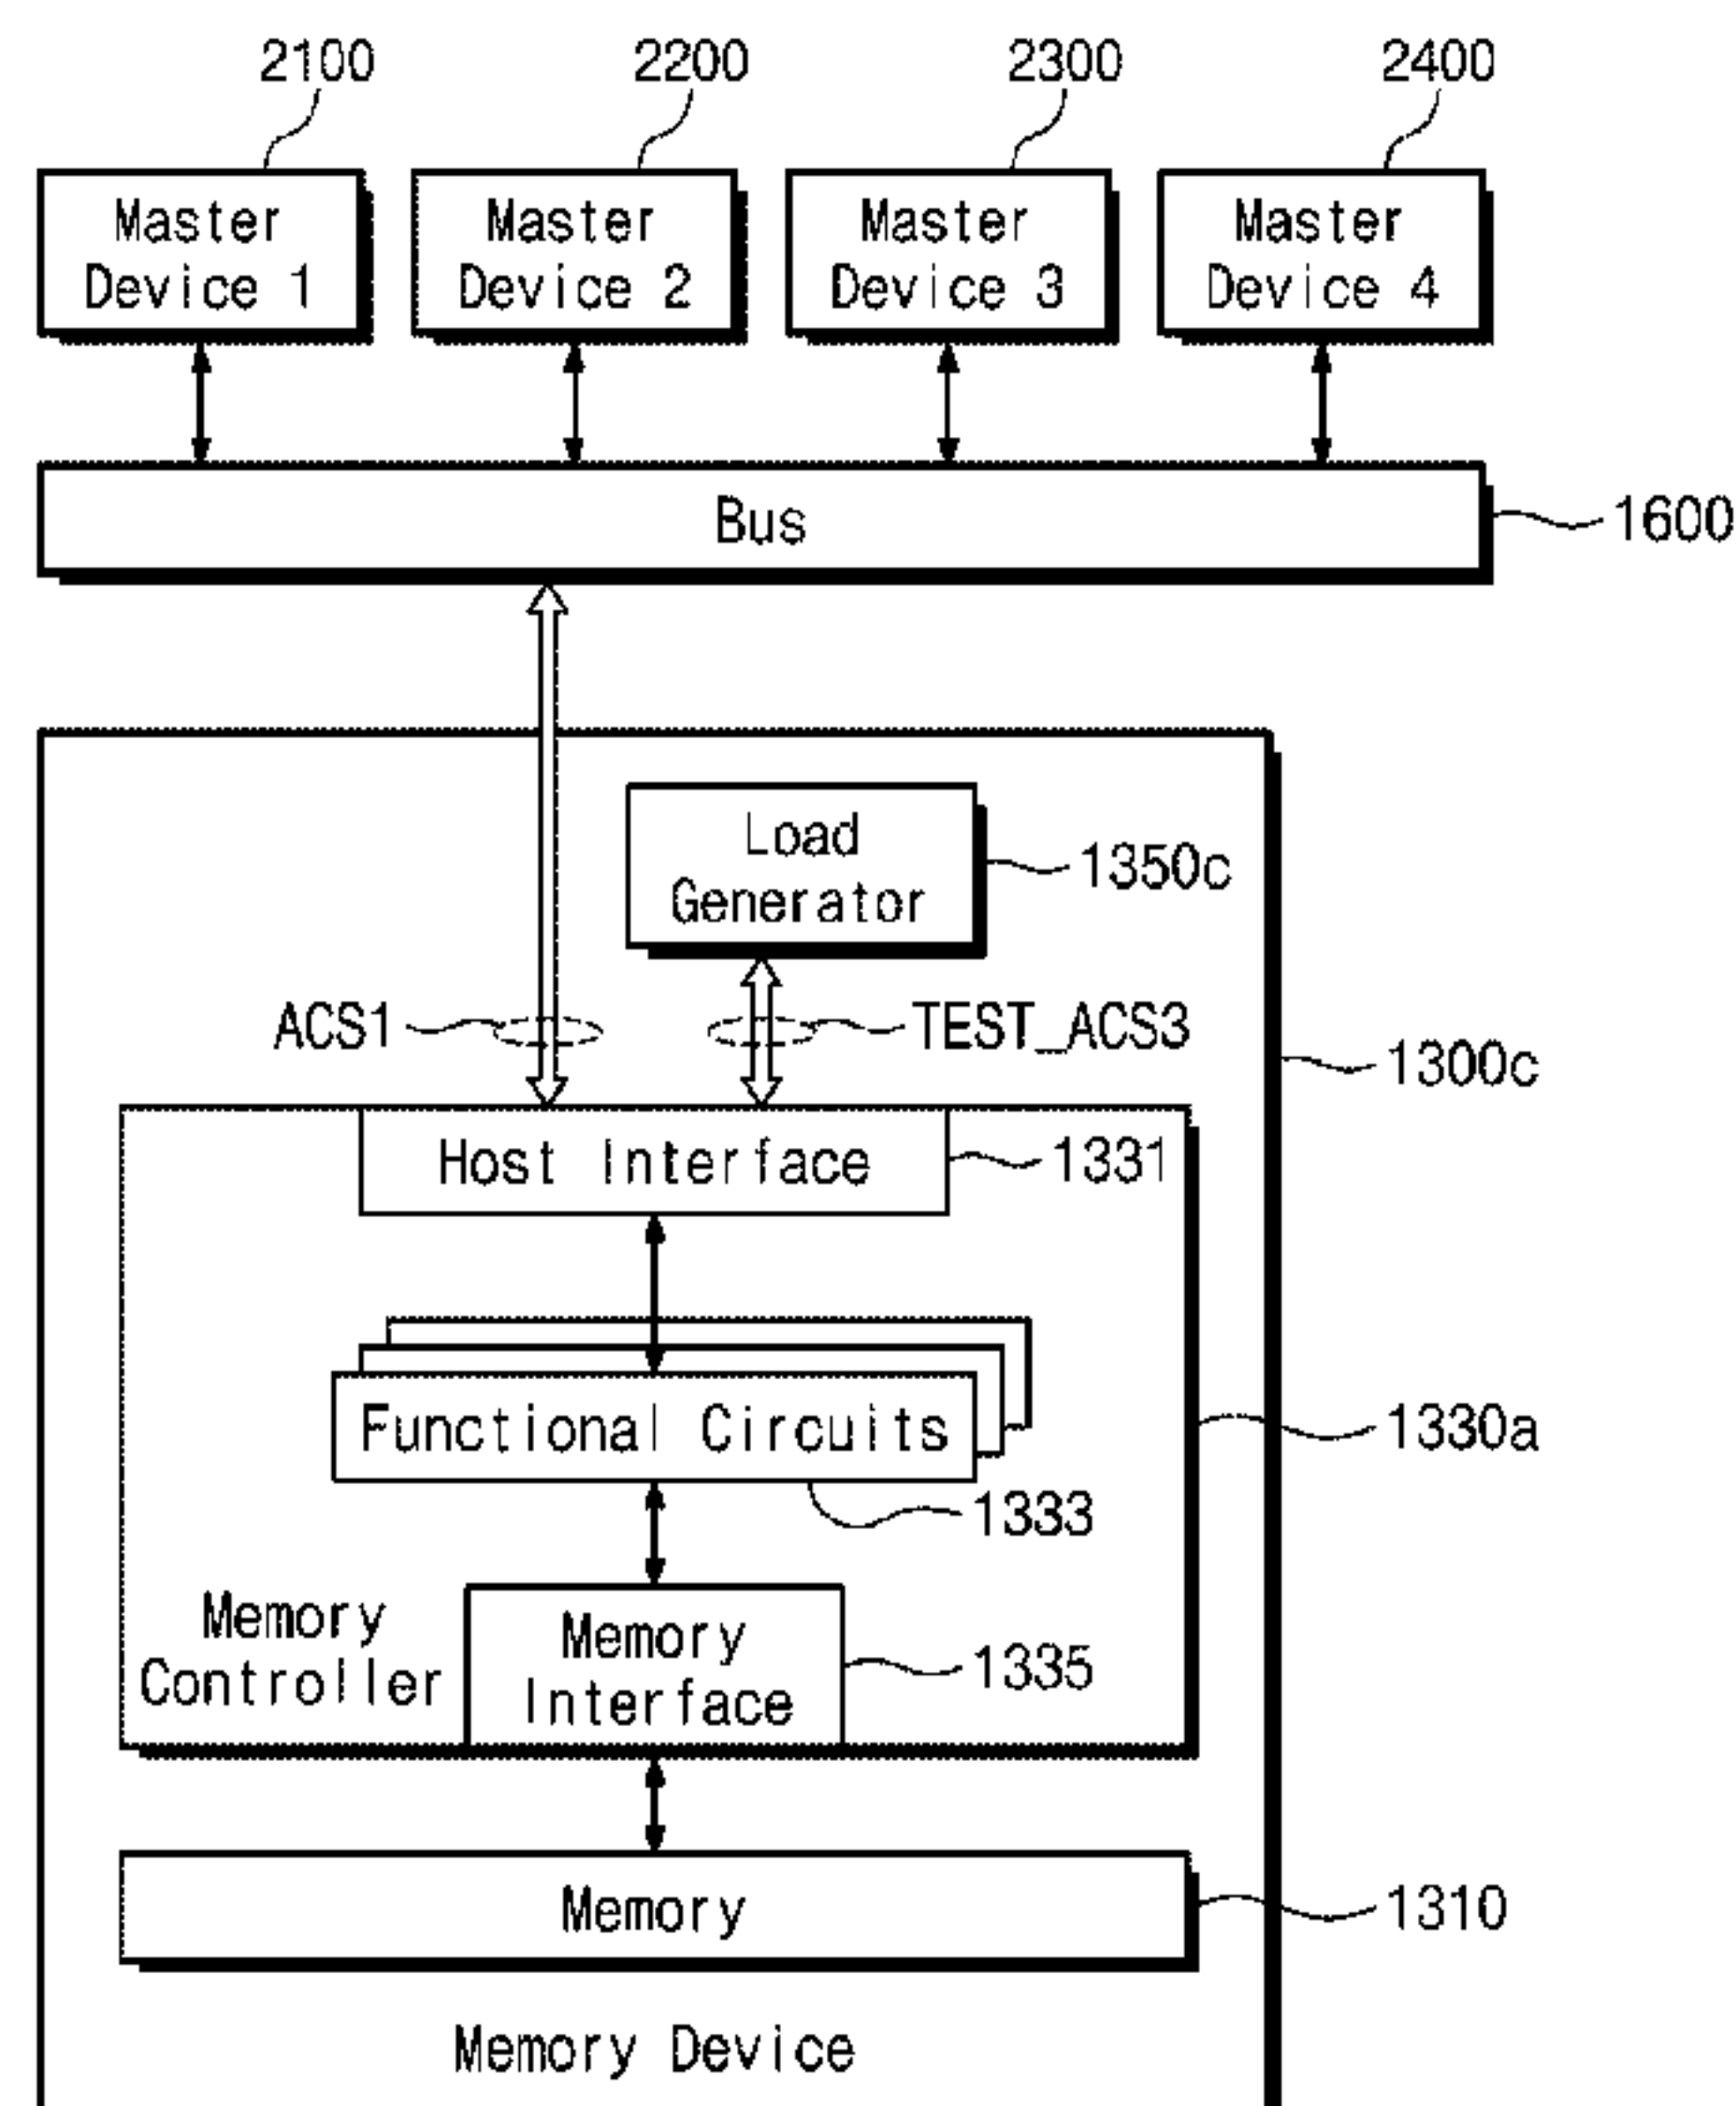 2100 2200 2300 2400
Master Device 1
Master Device 2
Master Device 3
Master Device 4
Bus
1600
Load
Generator
1350c
ACS1
TEST_ACS3
1300c
Host Interface
1331
Functional Circuits
1330a
1333
Memory
Controller
Memory
Interface
1335
Memory
1310
Memory Device